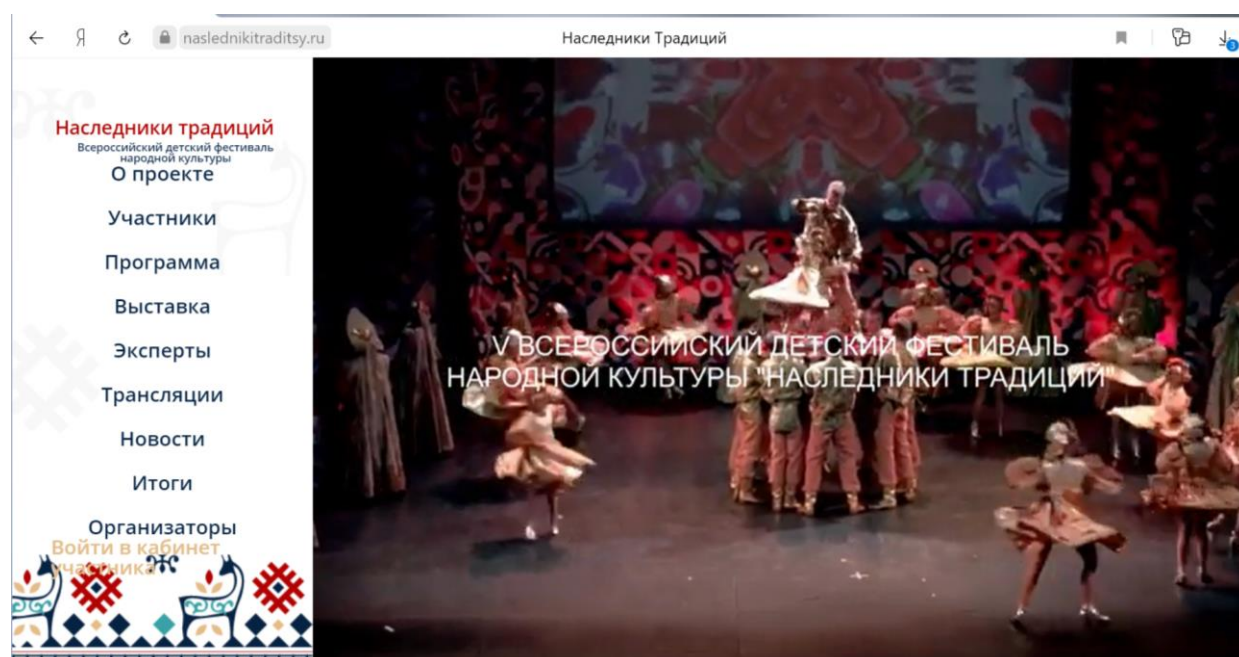 naslednikitraditsy.ru
Наследники Традиций
3
Наследники традиций
Всероссийский детский фестиваль
народной культуры
О проекте
Участники
Программа
Выставка
Эксперты
Трансляции
Новости
Итоги
Организаторы
Войти в кабинет
участника
V ВСЕРОССИЙСКИЙ ДЕТСКИЙ ФЕСТИВАЛЬ
НАРОДНОЙ КУЛЬТУРЫ "НАСЛЕДНИКИ ТРАДИЦИЙ"